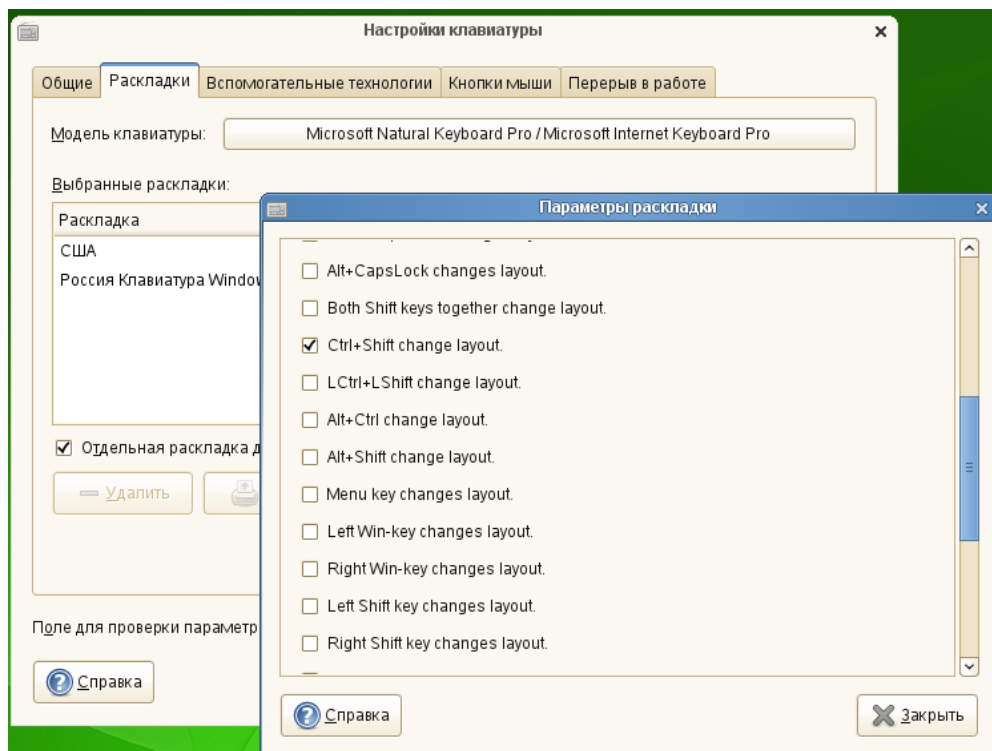 Настройки клавиатуры
Общие
Раскладки
Вспомогательные технологии
Кнопки мыши
Перерыв в работе
Модель клавиатуры:
Microsoft Natural Keyboard Pro / Microsoft Internet Keyboard Pro
Выбранные раскладки:
Раскладка
США
Россия Клавиатура Window
Отдельная раскладка д
Удалить
Поле для проверки параметр
Справка
Параметры раскладки
Alt+CapsLock changes layout.
Both Shift keys together change layout.
Ctrl+Shift change layout.
LCtrl+LShift change layout.
Alt+Ctrl change layout.
Alt+Shift change layout.
Menu key changes layout.
Left Win-key changes layout.
Right Win-key changes layout.
Left Shift key changes layout.
Right Shift key changes layout.
Справка
Закрыть